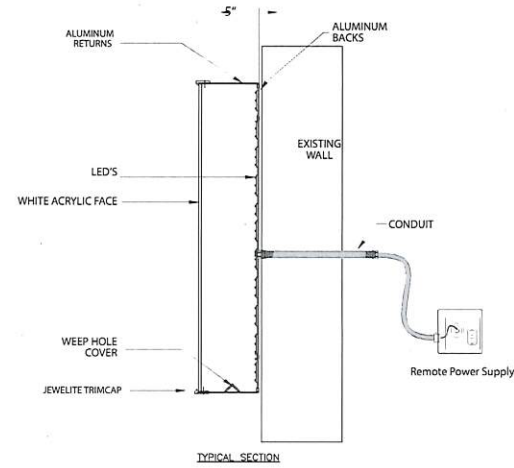 5"
ALUMINUM
RETURNS
ALUMINUM
BACKS
EXISTING
WALL
LED'S
WHITE ACRYLIC FACE
CONDUIT
WEEP HOLE
COVER
Remote Power Supply
JEWELITE TRIMCAP
TYPICAL SECTION